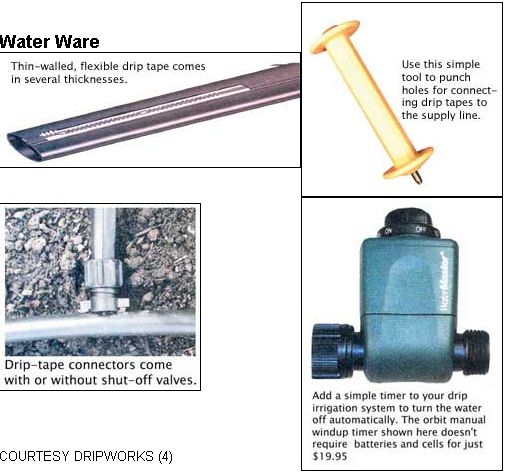 Water Ware
Thin-walled, flexible drip tape comes
in several thicknesses.
Use this simple
tool to punch
holes for connect-
ing drip tapes to
the supply line.
Drip-tape connectors come
with or without shut-off valves.
ON OFF
WaterMaster
Add a simple timer to your drip
irrigation system to turn the water
off automatically. The orbit manual
windup timer shown here doesn't
require batteries and cells for just
$19.95
COURTESY DRIPWORKS (4)